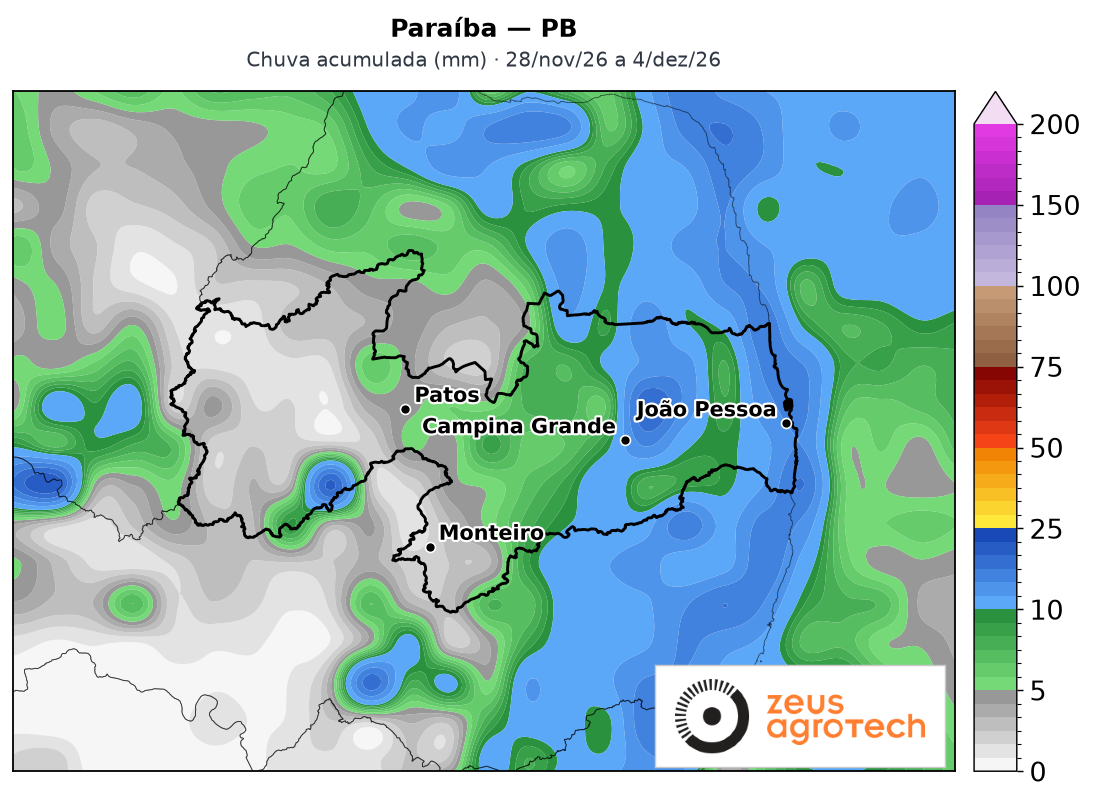 Paraíba — PB
Chuva acumulada (mm) · 28/nov/26 a 4/dez/26
200
150
100
75
50
25
10
5
0
Patos
João Pessoa
Campina Grande
Monteiro
zeus
agrotech